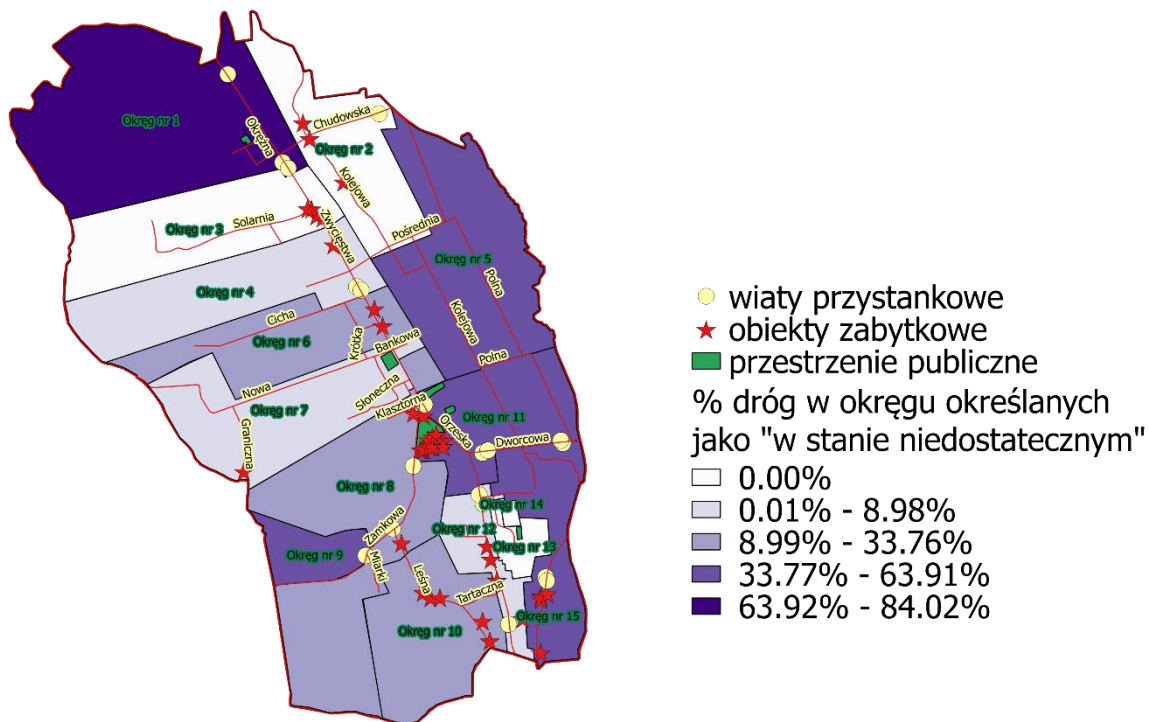 Okręg nr 1
Okrężna
Chudowska
Okręg nr 2
Kolejowa
Okręg nr 3
Solarnia
Zwycięstwa
Pośrednia
Okręg nr 5
Polna
Okręg nr 4
Cicha
Okręg nr 6
Krótka
Bankowa
Kolejowa
Polna
Nowa
Okręg nr 7
Słoneczna
Klasztorna
Graniczna
Orzeska
Okręg nr 11
Dworcowa
Okręg nr 8
Okręg nr 14
Okręg nr 12
Okręg nr 13
Zamkowa
Okręg nr 9
Miarki
Leśna
Tartaczna
Okręg nr 10
Okręg nr 15
wiaty przystankowe
obiekty zabytkowe
przestrzenie publiczne
% dróg w okręgu określanych
jako "w stanie niedostatecznym"
0.00%
0.01% - 8.98%
8.99% - 33.76%
33.77% - 63.91%
63.92% - 84.02%